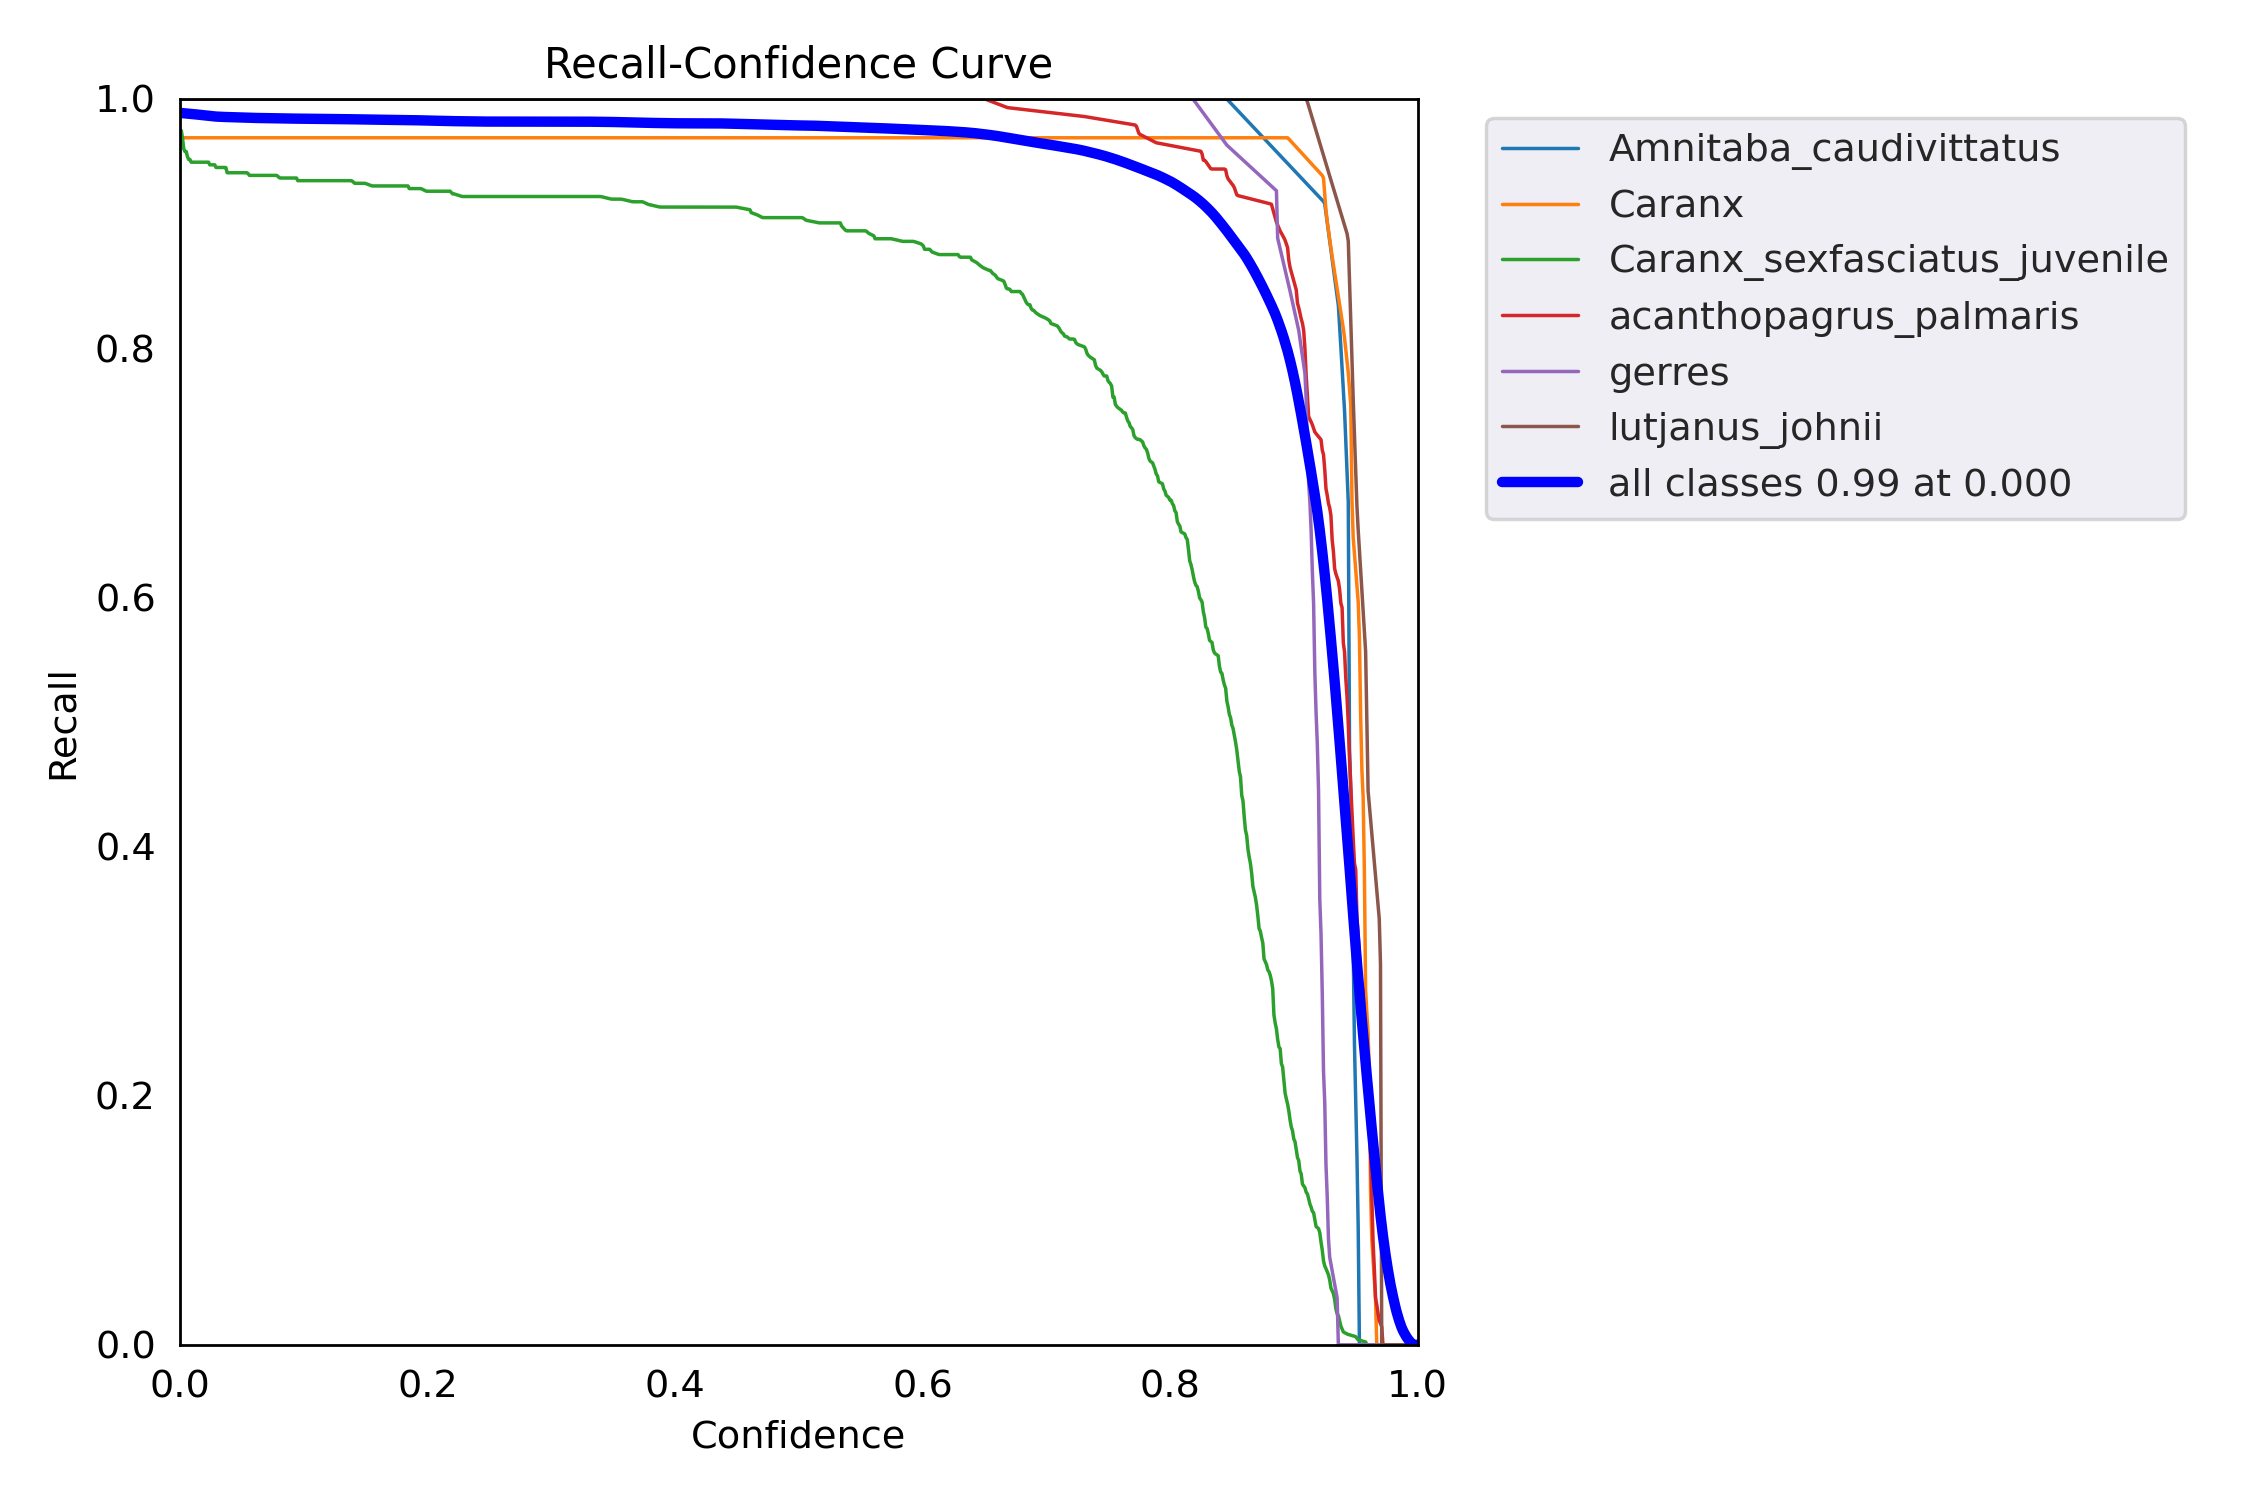 Recall-Confidence Curve
1.0
0.8
0.6
0.4
0.2
0.0
Recall
0.0 0.2 0.4 0.6 0.8 1.0
Confidence
Amnitaba_caudivittatus
Caranx
Caranx_sexfasciatus_juvenile
acanthopagrus_palmaris
gerres
lutjanus_johnii
all classes 0.99 at 0.000